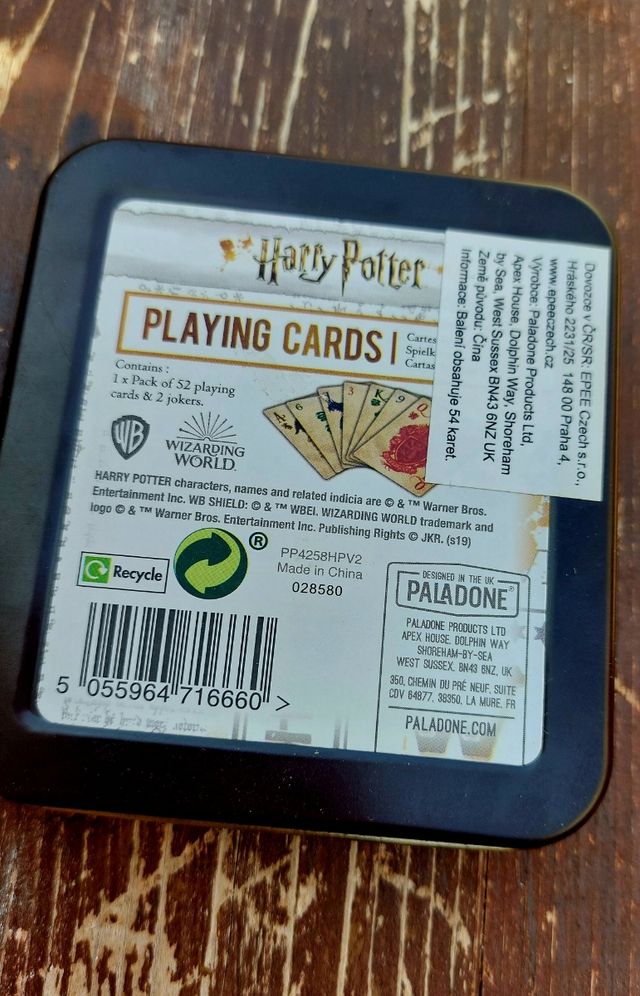 Harry Potter
PLAYING CARDS
Cartes
Spielk
Cartas
Contains :
1 x Pack of 52 playing
cards & 2 jokers.
WB
WIZARDING
WORLD
A 6 3 K 9 Q
HARRY POTTER characters, names and related indicia are © & ™ Warner Bros.
Entertainment Inc. WB SHIELD: © & ™ WBEI. WIZARDING WORLD trademark and
logo © & ™ Warner Bros. Entertainment Inc. Publishing Rights © JKR. (s19)
Recycle
®
PP4258HPV2
Made in China
028580
5 055964 716660 >
DESIGNED IN THE UK
PALADONE®
PALADONE PRODUCTS LTD
APEX HOUSE, DOLPHIN WAY
SHOREHAM-BY-SEA
WEST SUSSEX, BN43 6NZ, UK
350, CHEMIN DU PRÉ NEUF, SUITE
CDV 64877, 38350, LA MURE, FR
PALADONE.COM
Dovozce v ČR/SR: EPEE Czech s.r.o.,
Hráského 2231/25 148 00 Praha 4,
www.epeeczech.cz
Výrobce: Paladone Products Ltd,
Apex House, Dolphin Way, Shoreham
by Sea, West Sussex BN43 6NZ UK
Země původu: Čína
Informace: Balení obsahuje 54 karet.